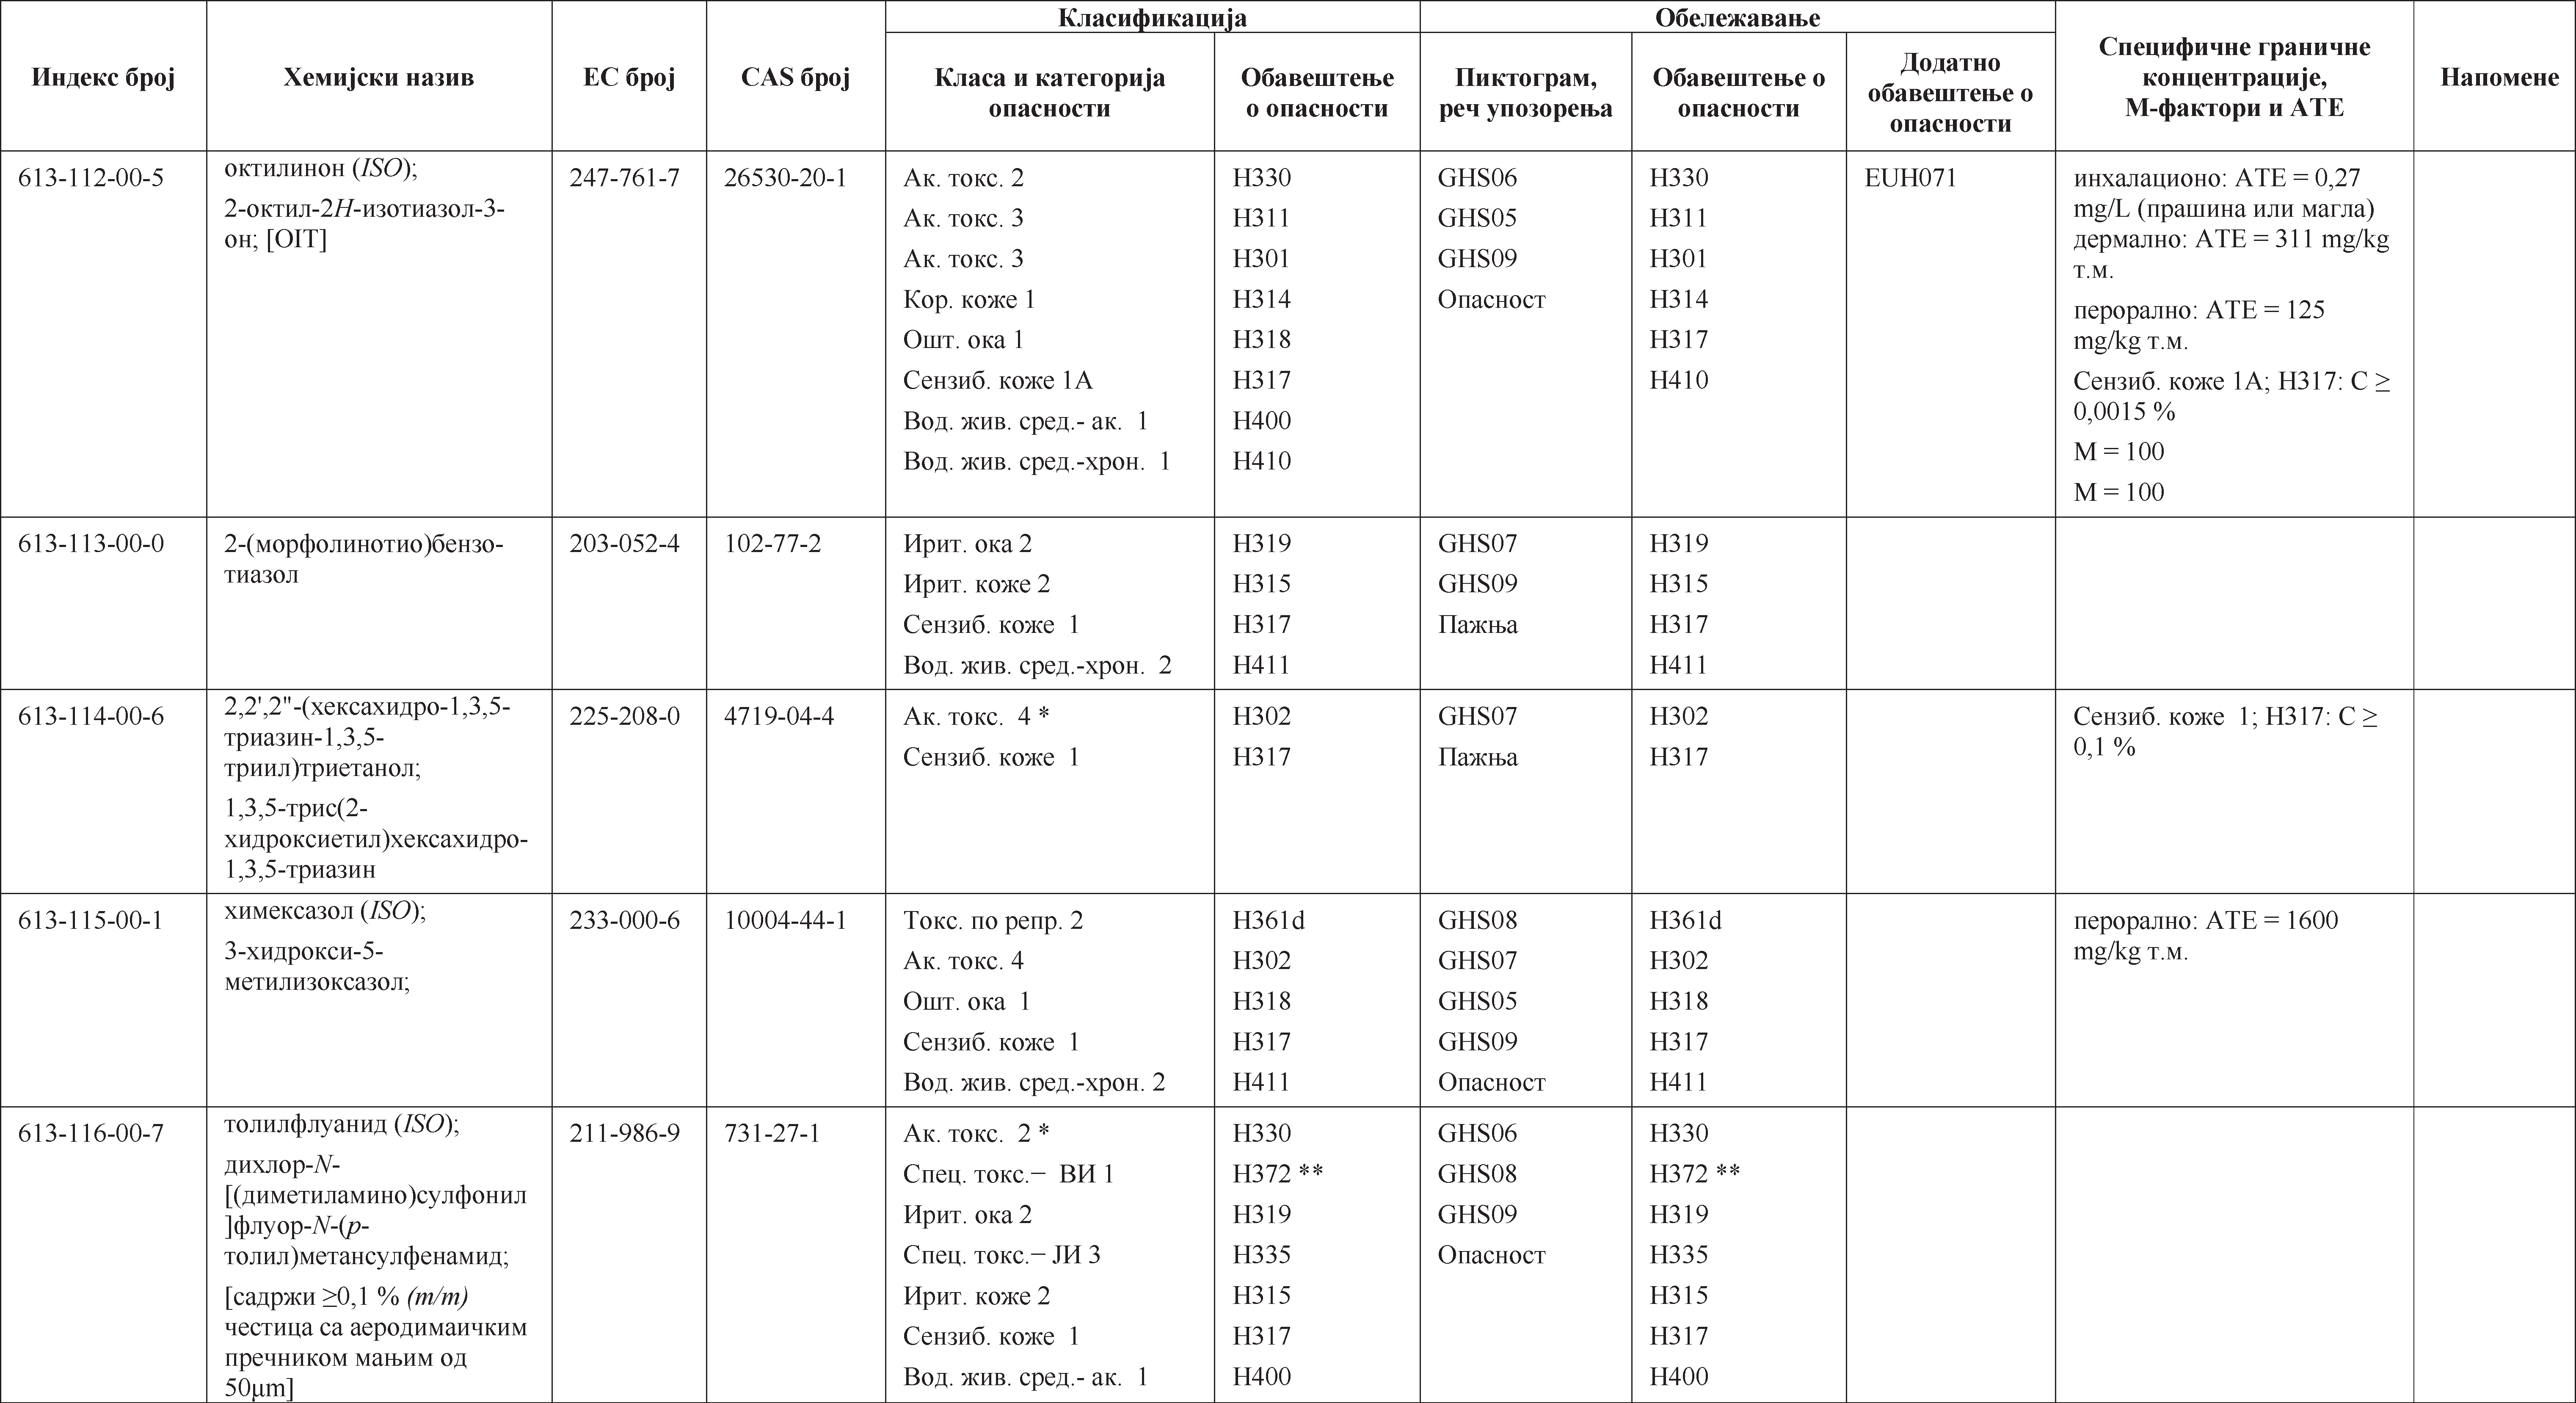 Класификација
Обележавање
Индекс број
Хемијски назив
ЕС број
CAS број
Класа и категорија
опасности
Обавештење
о опасности
Пиктограм,
реч упозорења
Обавештење о
опасности
Додатно
обавештење о
опасности
Специфичне граничне
концентрације,
М-фактори и АТЕ
Напомене
613-112-00-5
октилинон (ISO);
2-октил-2H-изотиазол-3-
он; [OIT]
247-761-7
26530-20-1
Ак. токс. 2
Ак. токс. 3
Ак. токс. 3
Кор. коже 1
Ошт. ока 1
Сензиб. коже 1А
Вод. жив. сред.- ак.  1
Вод. жив. сред.-хрон.  1
H330
H311
H301
H314
H318
H317
H400
H410
GHS06
GHS05
GHS09
Опасност
H330
H311
H301
H314
H317
H410
EUH071
инхалационо: АТЕ = 0,27
mg/L (прашина или магла)
дермално: АТЕ = 311 mg/kg
т.м.
перорално: АТЕ = 125
mg/kg т.м.
Сензиб. коже 1А; H317: C ≥
0,0015 %
M = 100
M = 100
613-113-00-0
2-(морфолинотио)бензо-
тиазол
203-052-4
102-77-2
Ирит. ока 2
Ирит. коже 2
Сензиб. коже  1
Вод. жив. сред.-хрон.  2
H319
H315
H317
H411
GHS07
GHS09
Пажња
H319
H315
H317
H411
613-114-00-6
2,2',2"-(хексахидро-1,3,5-
триазин-1,3,5-
триил)триетанол;
1,3,5-трис(2-
хидроксиетил)хексахидро-
1,3,5-триазин
225-208-0
4719-04-4
Ак. токс.  4 *
Сензиб. коже  1
H302
H317
GHS07
Пажња
H302
H317
Сензиб. коже  1; H317: C ≥
0,1 %
613-115-00-1
химексазол (ISO);
3-хидрокси-5-
метилизоксазол;
233-000-6
10004-44-1
Токс. по репр. 2
Ак. токс. 4
Ошт. ока  1
Сензиб. коже  1
Вод. жив. сред.-хрон. 2
H361d
H302
H318
H317
H411
GHS08
GHS07
GHS05
GHS09
Опасност
H361d
H302
H318
H317
H411
перорално: АТЕ = 1600
mg/kg т.м.
613-116-00-7
толилфлуанид (ISO);
дихлор-N-
[(диметиламино)сулфонил
]флуор-N-(p-
толил)метансулфенамид;
[садржи ≥0,1 % (m/m)
честица са аеродимаичким
пречником мањим од
50μm]
211-986-9
731-27-1
Ак. токс.  2 *
Спец. токс.−  ВИ 1
Ирит. ока 2
Спец. токс.− ЈИ 3
Ирит. коже 2
Сензиб. коже  1
Вод. жив. сред.- ак.  1
H330
H372 **
H319
H335
H315
H317
H400
GHS06
GHS08
GHS09
Опасност
H330
H372 **
H319
H335
H315
H317
H400